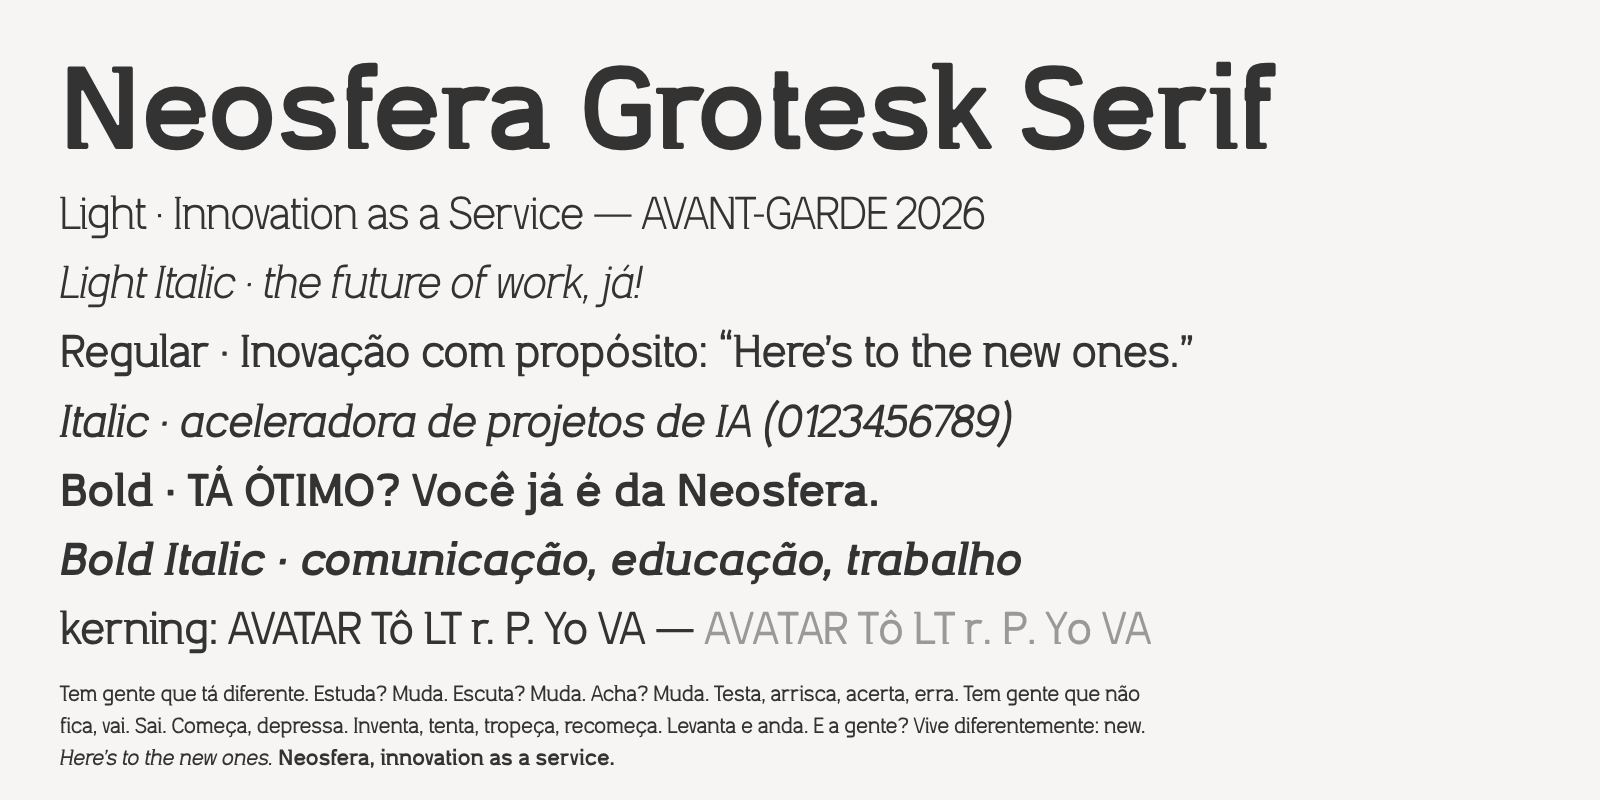 Neosfera Grotesk Serif
Light · Innovation as a Service — AVANT-GARDE 2026
Light Italic · the future of work, já!
Regular · Inovação com propósito: “Here’s to the new ones.”
Italic · aceleradora de projetos de IA (0123456789)
Bold · TÁ ÓTIMO? Você já é da Neosfera.
Bold Italic · comunicação, educação, trabalho
kerning: AVATAR Tô LT r. P. Yo VA — AVATAR Tô LT r. P. Yo VA
Tem gente que tá diferente. Estuda? Muda. Escuta? Muda. Acha? Muda. Testa, arrisca, acerta, erra. Tem gente que não
fica, vai. Sai. Começa, depressa. Inventa, tenta, tropeça, recomeça. Levanta e anda. E a gente? Vive diferentemente: new.
Here’s to the new ones. Neosfera, innovation as a service.